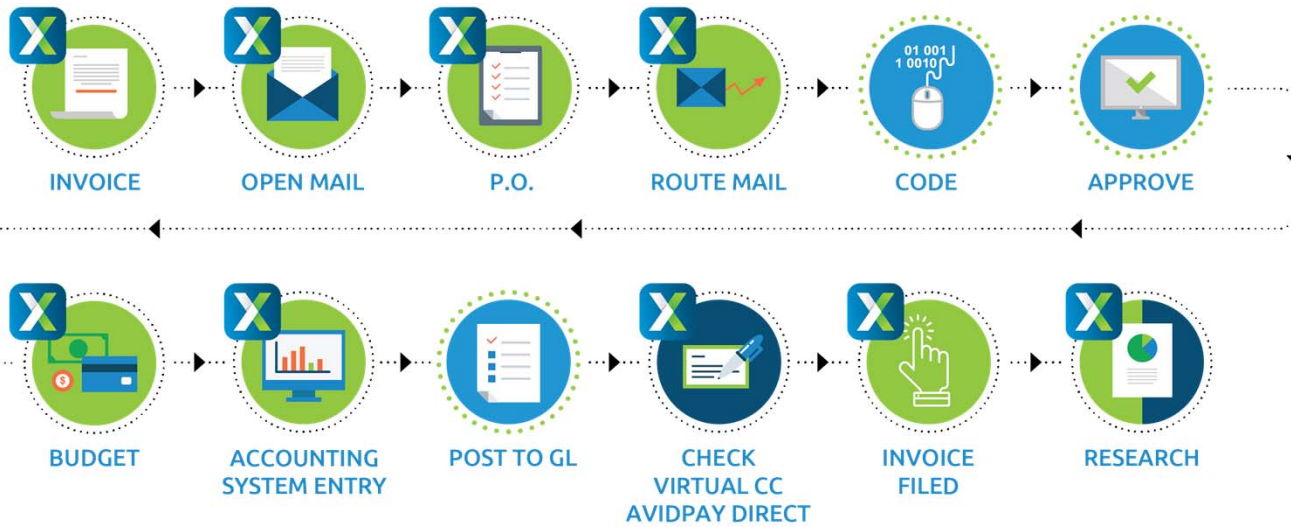 01 001
1 0010
INVOICE
OPEN MAIL
P.O.
ROUTE MAIL
CODE
APPROVE
BUDGET
ACCOUNTING
SYSTEM ENTRY
POST TO GL
CHECK
VIRTUAL CC
AVIDPAY DIRECT
INVOICE
FILED
RESEARCH
$